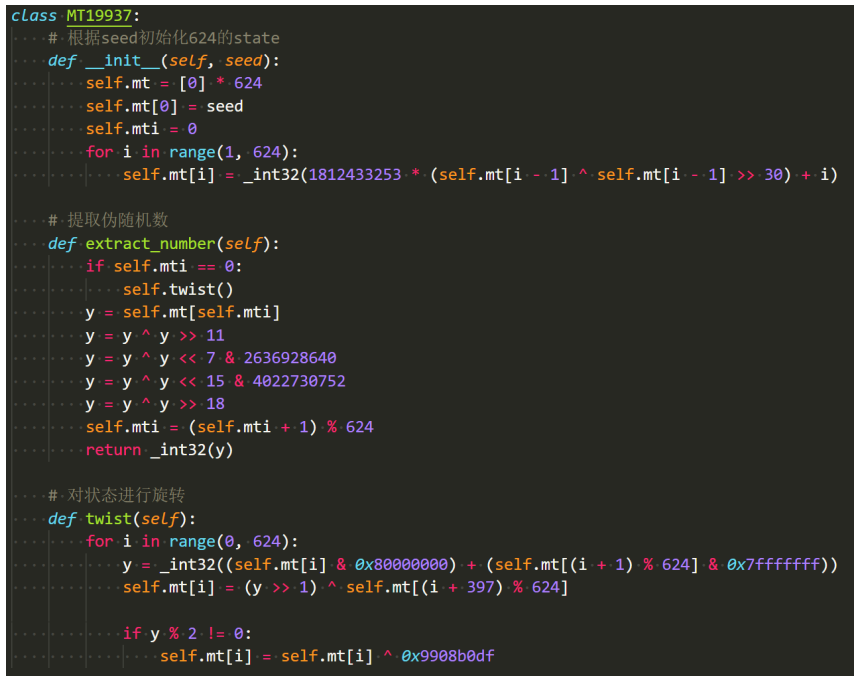 class MT19937:
    # 根据seed初始化624的state
    def __init__(self, seed):
        self.mt = [0] * 624
        self.mt[0] = seed
        self.mti = 0
        for i in range(1, 624):
            self.mt[i] = _int32(1812433253 * (self.mt[i - 1] ^ self.mt[i - 1] >> 30) + i)

    # 提取伪随机数
    def extract_number(self):
        if self.mti == 0:
            self.twist()
        y = self.mt[self.mti]
        y = y ^ y >> 11
        y = y ^ y << 7 & 2636928640
        y = y ^ y << 15 & 4022730752
        y = y ^ y >> 18
        self.mti = (self.mti + 1) % 624
        return _int32(y)

    # 对状态进行旋转
    def twist(self):
        for i in range(0, 624):
            y = _int32((self.mt[i] & 0x80000000) + (self.mt[(i + 1) % 624] & 0x7fffffff))
            self.mt[i] = (y >> 1) ^ self.mt[(i + 397) % 624]

            if y % 2 != 0:
                self.mt[i] = self.mt[i] ^ 0x9908b0df